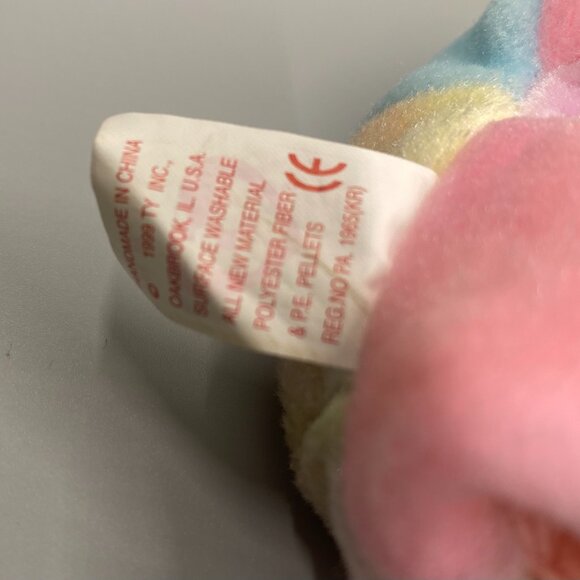 HANDMADE IN CHINA
© 1999 TY INC.,
OAKBROOK, IL. U.S.A.
SURFACE WASHABLE
ALL NEW MATERIAL
POLYESTER FIBER
& P.E. PELLETS
REG.NO PA. 1965(KR)
CE